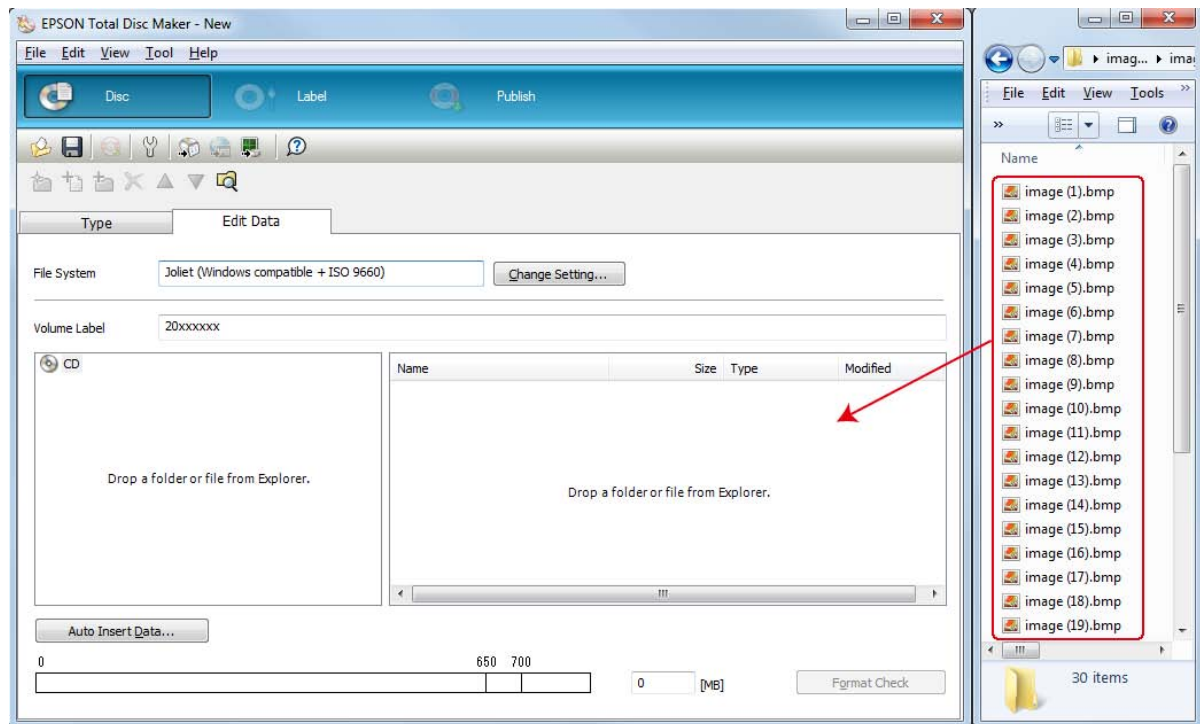 EPSON Total Disc Maker - New
File Edit View Tool Help
Disc Label Publish
Type Edit Data
File System Joliet (Windows compatible + ISO 9660) Change Setting...
Volume Label 20xxxxxx
CD
Drop a folder or file from Explorer.
Name Size Type Modified
Drop a folder or file from Explorer.
Auto Insert Data...
0 650 700
0 [MB] Format Check
imag... ima
File Edit View Tools »
»
Name
image (1).bmp
image (2).bmp
image (3).bmp
image (4).bmp
image (5).bmp
image (6).bmp
image (7).bmp
image (8).bmp
image (9).bmp
image (10).bmp
image (11).bmp
image (12).bmp
image (13).bmp
image (14).bmp
image (15).bmp
image (16).bmp
image (17).bmp
image (18).bmp
image (19).bmp
30 items